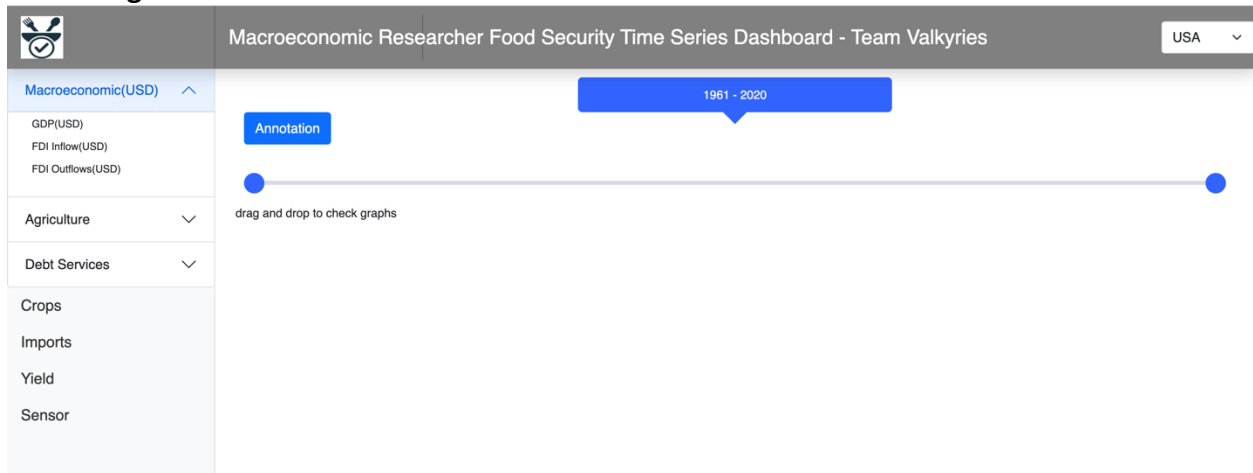 Macroeconomic Researcher Food Security Time Series Dashboard - Team Valkyries
USA
Macroeconomic(USD)
GDP(USD)
FDI Inflow(USD)
FDI Outflows(USD)
Agriculture
Debt Services
Crops
Imports
Yield
Sensor
1961 - 2020
Annotation
drag and drop to check graphs